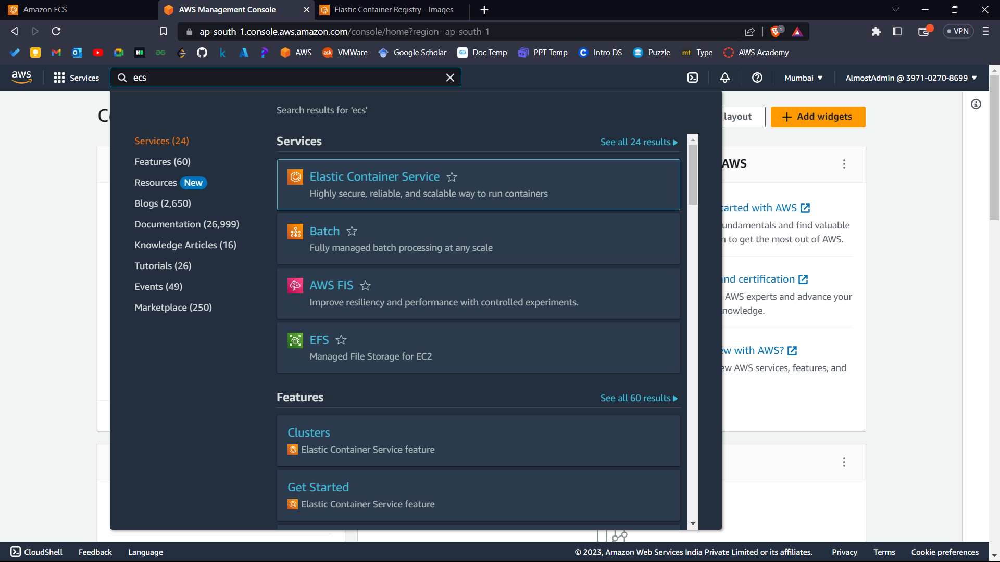 Amazon ECS
AWS Management Console
Elastic Container Registry - Images
ap-south-1.console.aws.amazon.com/console/home?region=ap-south-1
1
VPN
AWS
ask
VMWare
Google Scholar
Doc Temp
PPT Temp
Intro DS
Puzzle
mt
Type
AWS Academy
aws
Services
ecs
Mumbai
AlmostAdmin @ 3971-0270-8699
C
layout
Add widgets
Search results for 'ecs'
Services (24)
Features (60)
Resources New
Blogs (2,650)
Documentation (26,999)
Knowledge Articles (16)
Tutorials (26)
Events (49)
Marketplace (250)
Services
See all 24 results
Elastic Container Service
Highly secure, reliable, and scalable way to run containers
Batch
Fully managed batch processing at any scale
AWS FIS
Improve resiliency and performance with controlled experiments.
EFS
Managed File Storage for EC2
Features
See all 60 results
Clusters
Elastic Container Service feature
Get Started
Elastic Container Service feature
AWS
tarted with AWS
undamentals and find valuable
n to get the most out of AWS.
and certification
AWS experts and advance your
nowledge.
ew with AWS?
ew AWS services, features, and
CloudShell
Feedback
Language
© 2023, Amazon Web Services India Private Limited or its affiliates.
Privacy
Terms
Cookie preferences